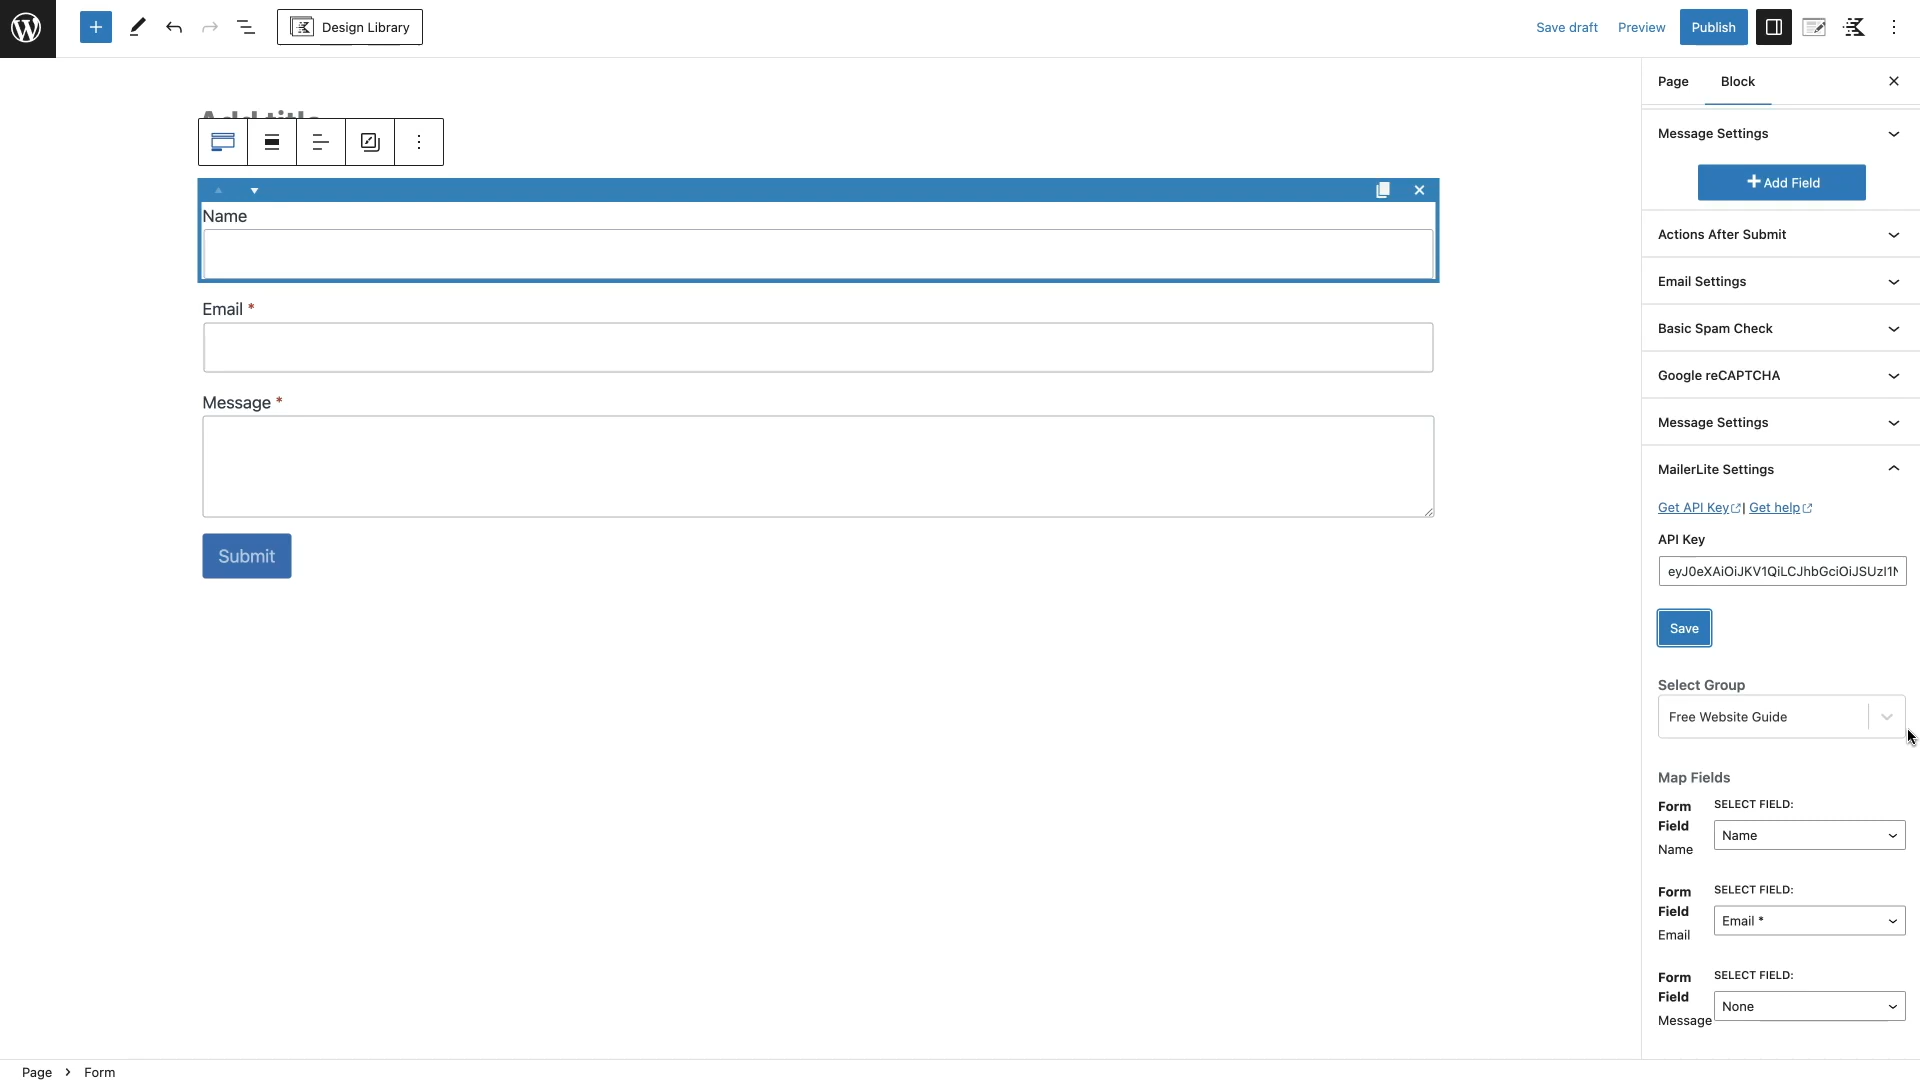 Design Library
Save draft
Preview
Publish
Page
Block
Add title
Message Settings
Add Field
Name
Actions After Submit
Email Settings
Email *
Basic Spam Check
Google reCAPTCHA
Message *
Message Settings
MailerLite Settings
Get API Key | Get help
API Key
eyJ0eXAiOiJKV1QiLCJhbGciOiJSUzI1N
Submit
Save
Select Group
Free Website Guide
Map Fields
Form Field
SELECT FIELD:
Name
Name
Form Field
SELECT FIELD:
Email *
Email
Form Field
SELECT FIELD:
None
Message
Page > Form